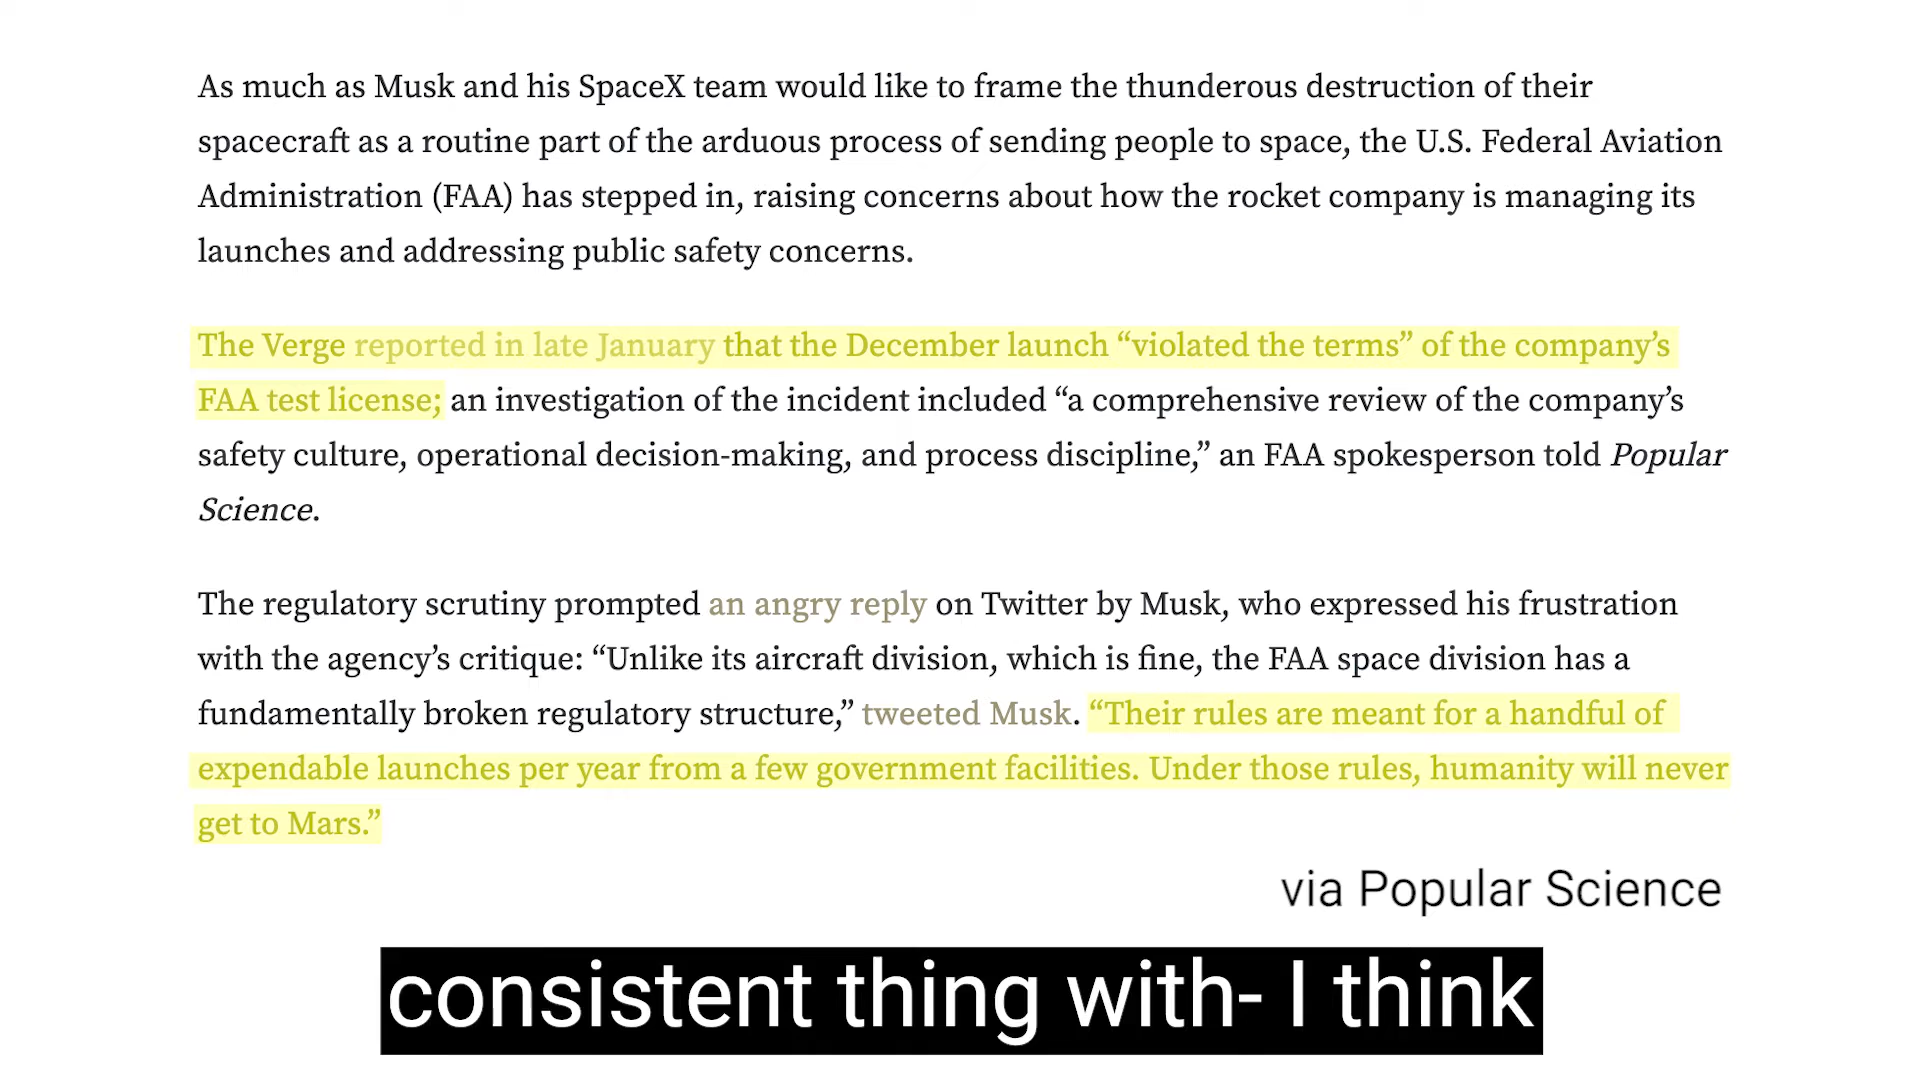 As much as Musk and his SpaceX team would like to frame the thunderous destruction of their
spacecraft as a routine part of the arduous process of sending people to space, the U.S. Federal Aviation
Administration (FAA) has stepped in, raising concerns about how the rocket company is managing its
launches and addressing public safety concerns.
The Verge reported in late January that the December launch “violated the terms” of the company’s
FAA test license; an investigation of the incident included “a comprehensive review of the company’s
safety culture, operational decision-making, and process discipline,” an FAA spokesperson told Popular
Science.
The regulatory scrutiny prompted an angry reply on Twitter by Musk, who expressed his frustration
with the agency’s critique: “Unlike its aircraft division, which is fine, the FAA space division has a
fundamentally broken regulatory structure,” tweeted Musk. “Their rules are meant for a handful of
expendable launches per year from a few government facilities. Under those rules, humanity will never
get to Mars.”
via Popular Science
consistent thing with- I think